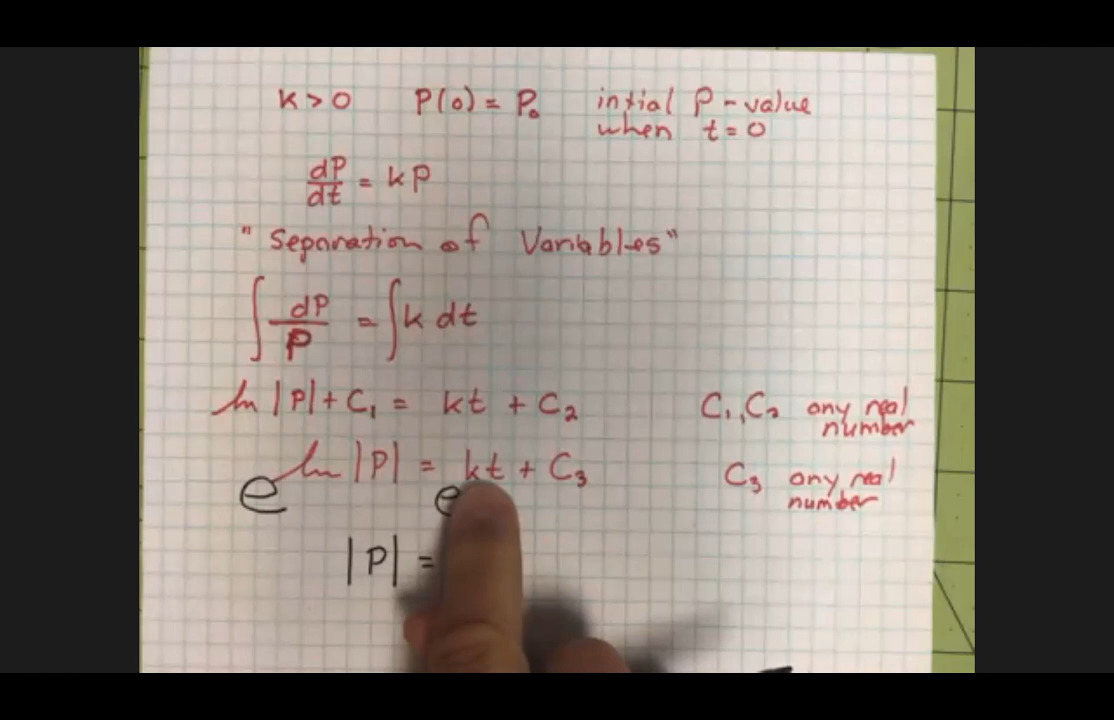 k > 0 P(0) = P₀ intial P-value
when t = 0
dP/dt = kP
"Separation of Variables"
∫ dP/P = ∫ k dt
ln |P| + C₁ = kt + C₂ C₁, C₂ any real
number
e^ln |P| = e^kt + C₃ C₃ any real
number
|P| =